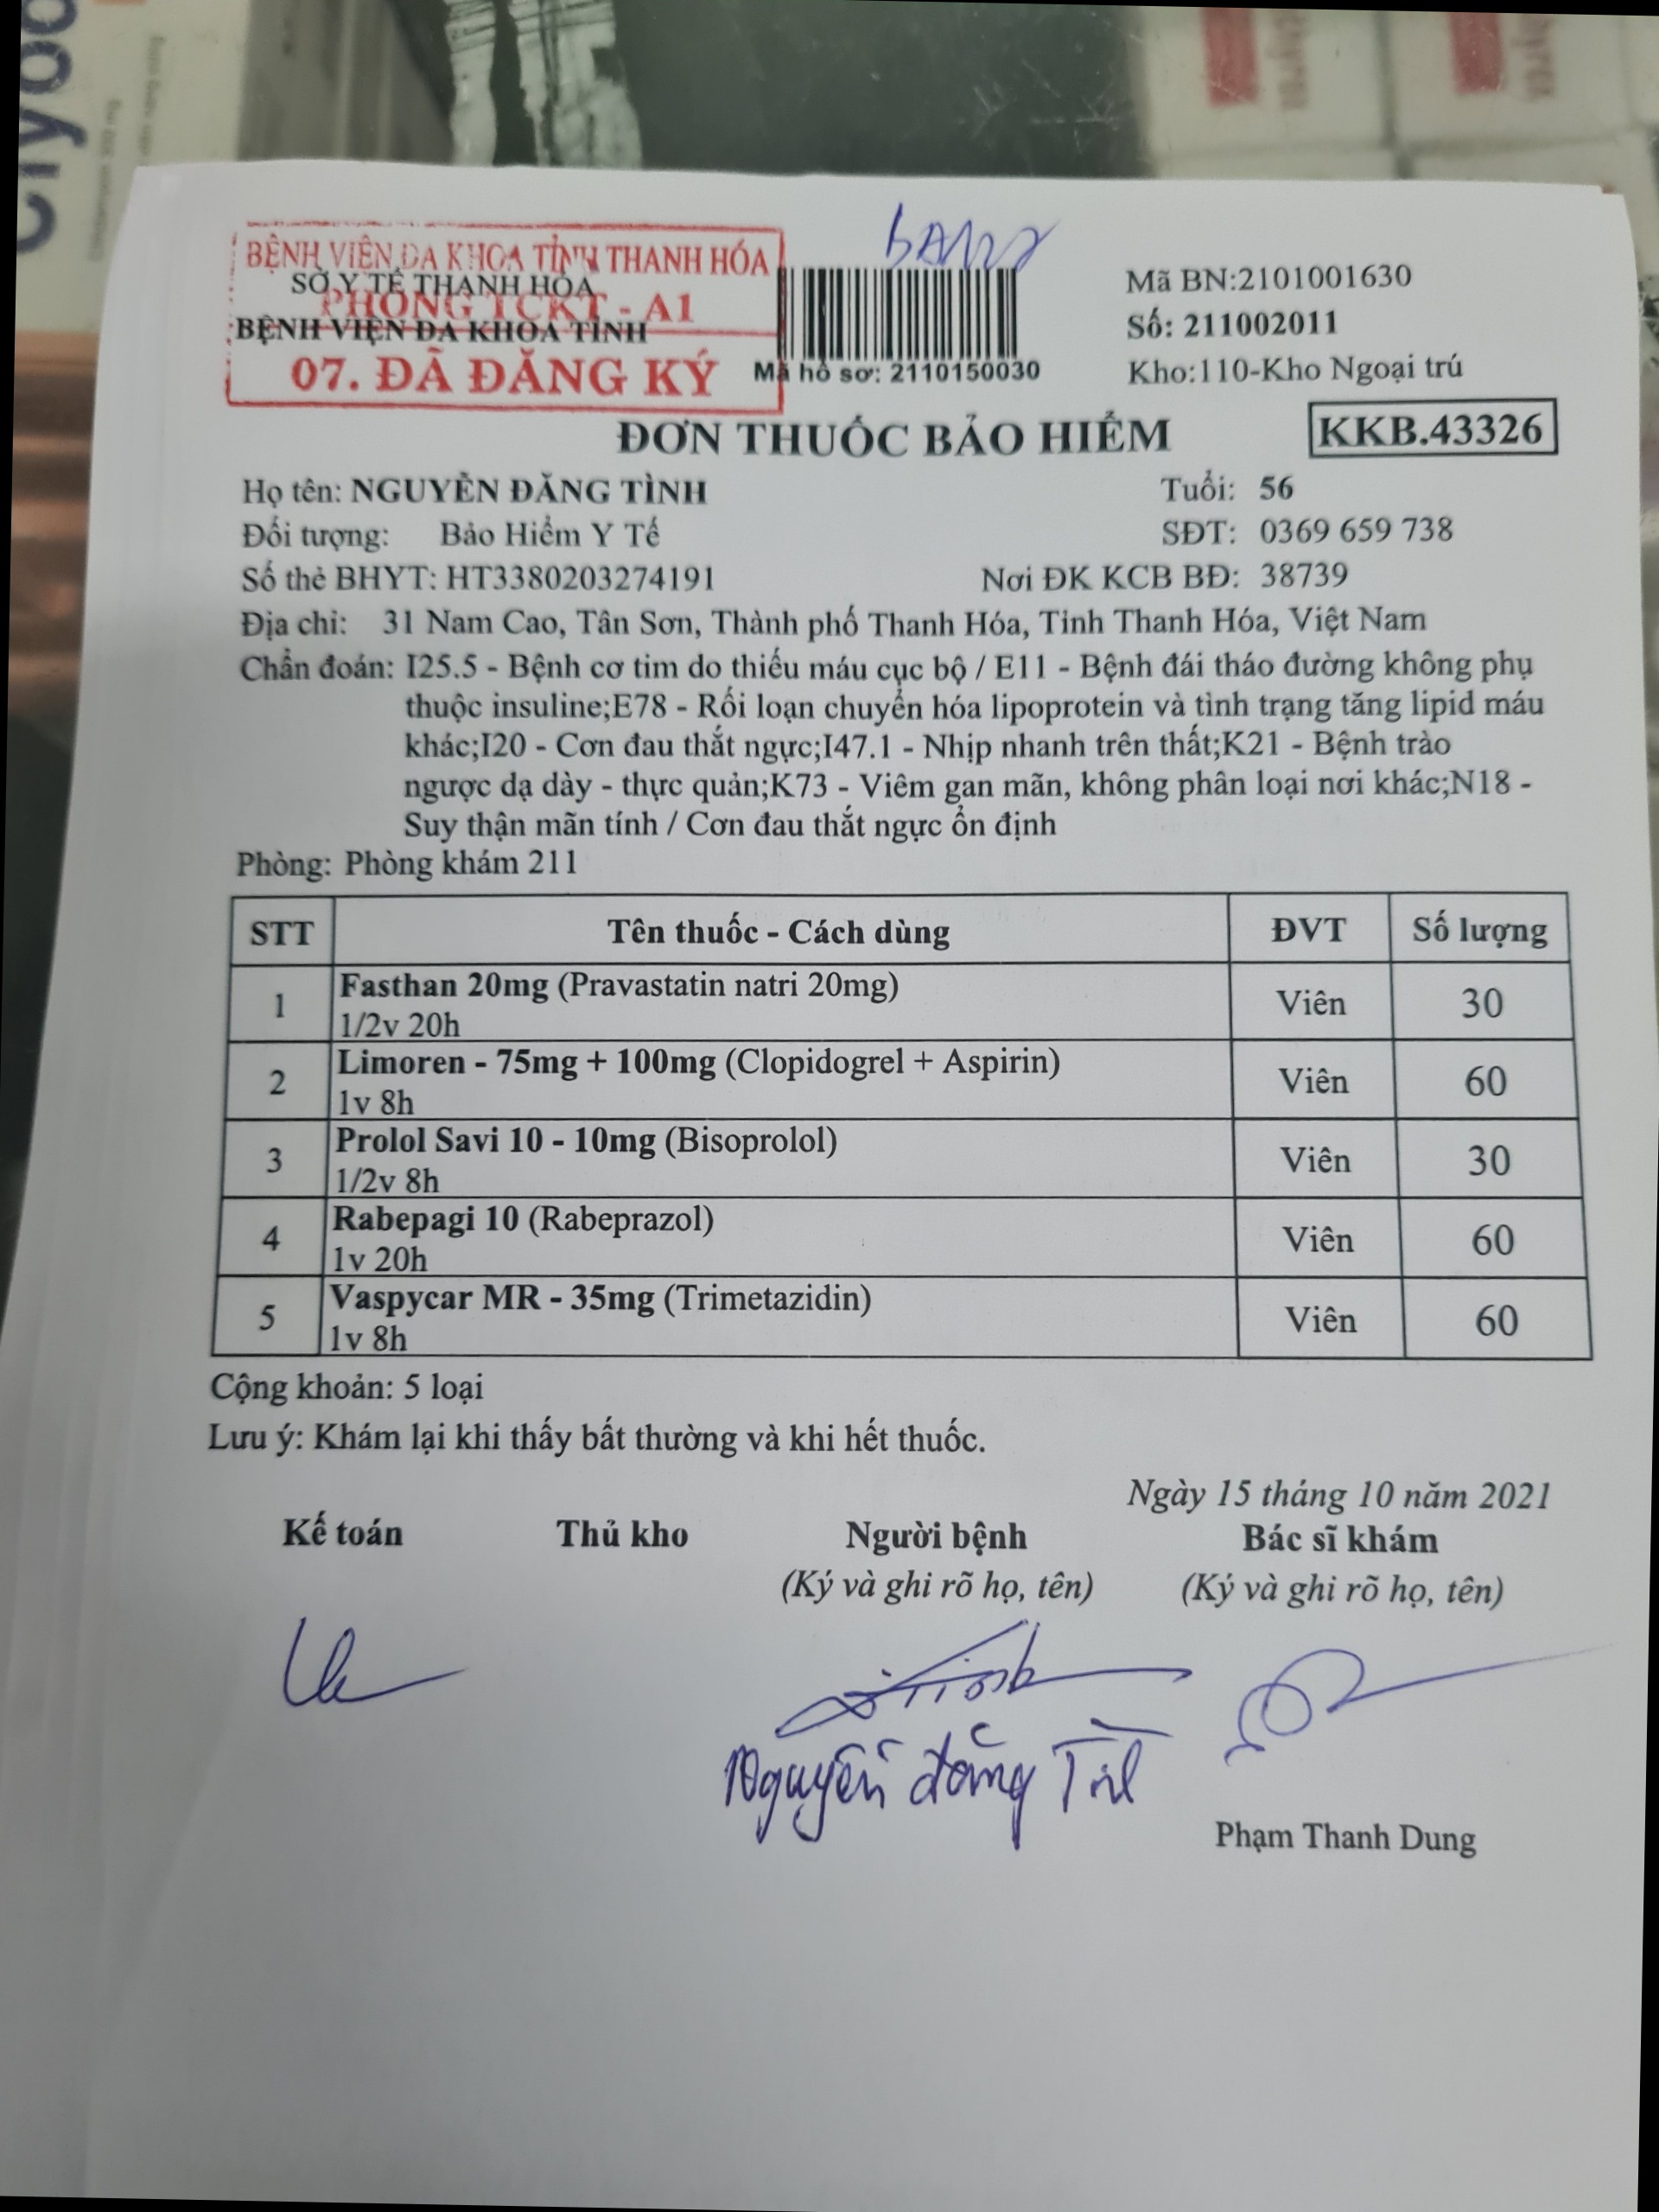 BỆNH VIỆN ĐA KHOA TỈNH THANH HÓA
SỞ Y TẾ THANH HÓA
PHÒNG TCKT - A1
BỆNH VIỆN ĐA KHOA TỈNH
07. ĐÃ ĐĂNG KÝ
Mã hồ sơ: 2110150030
Mã BN:2101001630
Số: 211002011
Kho:110-Kho Ngoại trú
ĐƠN THUỐC BẢO HIỂM
KKB.43326
Họ tên: NGUYỄN ĐĂNG TÌNH Tuổi: 56
Đối tượng: Bảo Hiểm Y Tế SĐT: 0369 659 738
Số thẻ BHYT: HT3380203274191 Nơi ĐK KCB BĐ: 38739
Địa chỉ: 31 Nam Cao, Tân Sơn, Thành phố Thanh Hóa, Tỉnh Thanh Hóa, Việt Nam
Chẩn đoán: I25.5 - Bệnh cơ tim do thiếu máu cục bộ / E11 - Bệnh đái tháo đường không phụ
thuộc insuline;E78 - Rối loạn chuyển hóa lipoprotein và tình trạng tăng lipid máu
khác;I20 - Cơn đau thắt ngực;I47.1 - Nhịp nhanh trên thất;K21 - Bệnh trào
ngược dạ dày - thực quản;K73 - Viêm gan mãn, không phân loại nơi khác;N18 -
Suy thận mãn tính / Cơn đau thắt ngực ổn định
Phòng: Phòng khám 211
STT Tên thuốc - Cách dùng ĐVT Số lượng
1 Fasthan 20mg (Pravastatin natri 20mg) Viên 30
1/2v 20h
2 Limoren - 75mg + 100mg (Clopidogrel + Aspirin) Viên 60
1v 8h
3 Prolol Savi 10 - 10mg (Bisoprolol) Viên 30
1/2v 8h
4 Rabepagi 10 (Rabeprazol) Viên 60
1v 20h
5 Vaspycar MR - 35mg (Trimetazidin) Viên 60
1v 8h
Cộng khoản: 5 loại
Lưu ý: Khám lại khi thấy bất thường và khi hết thuốc.
Ngày 15 tháng 10 năm 2021
Kế toán Thủ kho Người bệnh Bác sĩ khám
(Ký và ghi rõ họ, tên) (Ký và ghi rõ họ, tên)
Nguyễn Đăng Tình
Phạm Thanh Dung